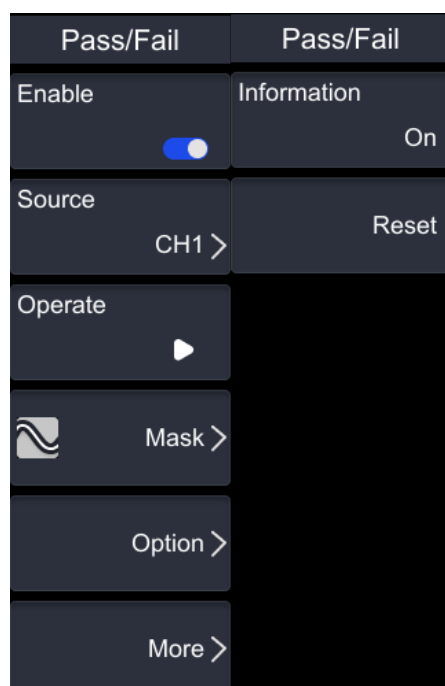 Pass/Fail
Enable
Source
CH1
Operate
Mask
Option
More
Pass/Fail
Information
On
Reset